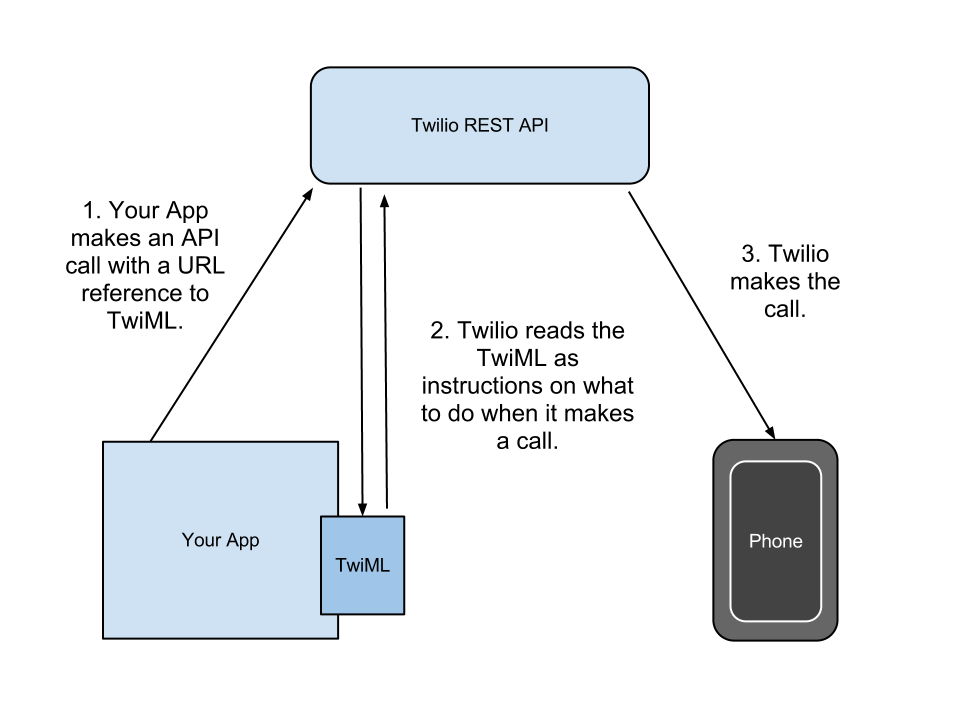 Twilio REST API
1. Your App
makes an API
call with a URL
reference to
TwiML.
3. Twilio
makes the
call.
2. Twilio reads the
TwiML as
instructions on what
to do when it makes
a call.
Your App
TwiML
Phone